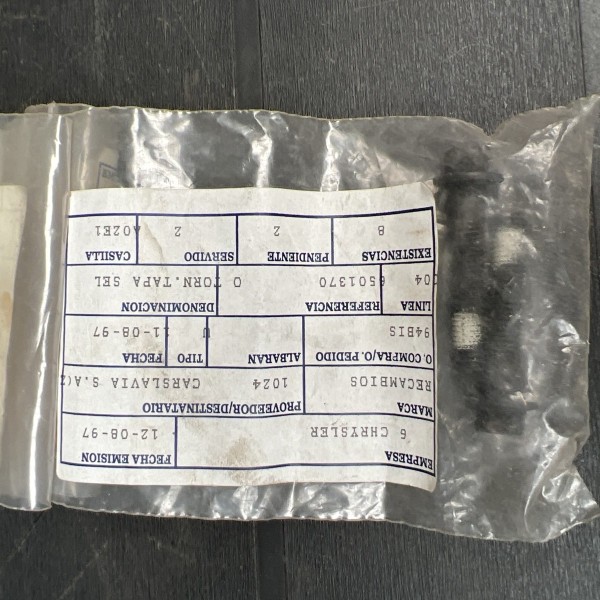 EMPRESA FECHA EMISION
6 CHRYSLER 12-08-97
MARCA PROVEEDOR/DESTINATARIO
RECAMBIOS 1024 CARSLAVIA S.A(Z
O. COMPRA/O. PEDIDO ALBARAN TIPO FECHA
94BIS U 11-08-97
LINEA REFERENCIA DENOMINACION
04 6501370 O TORN.TAPA SEL
EXISTENCIAS PENDIENTE SERVIDO CASILLA
8 2 2 A02E1